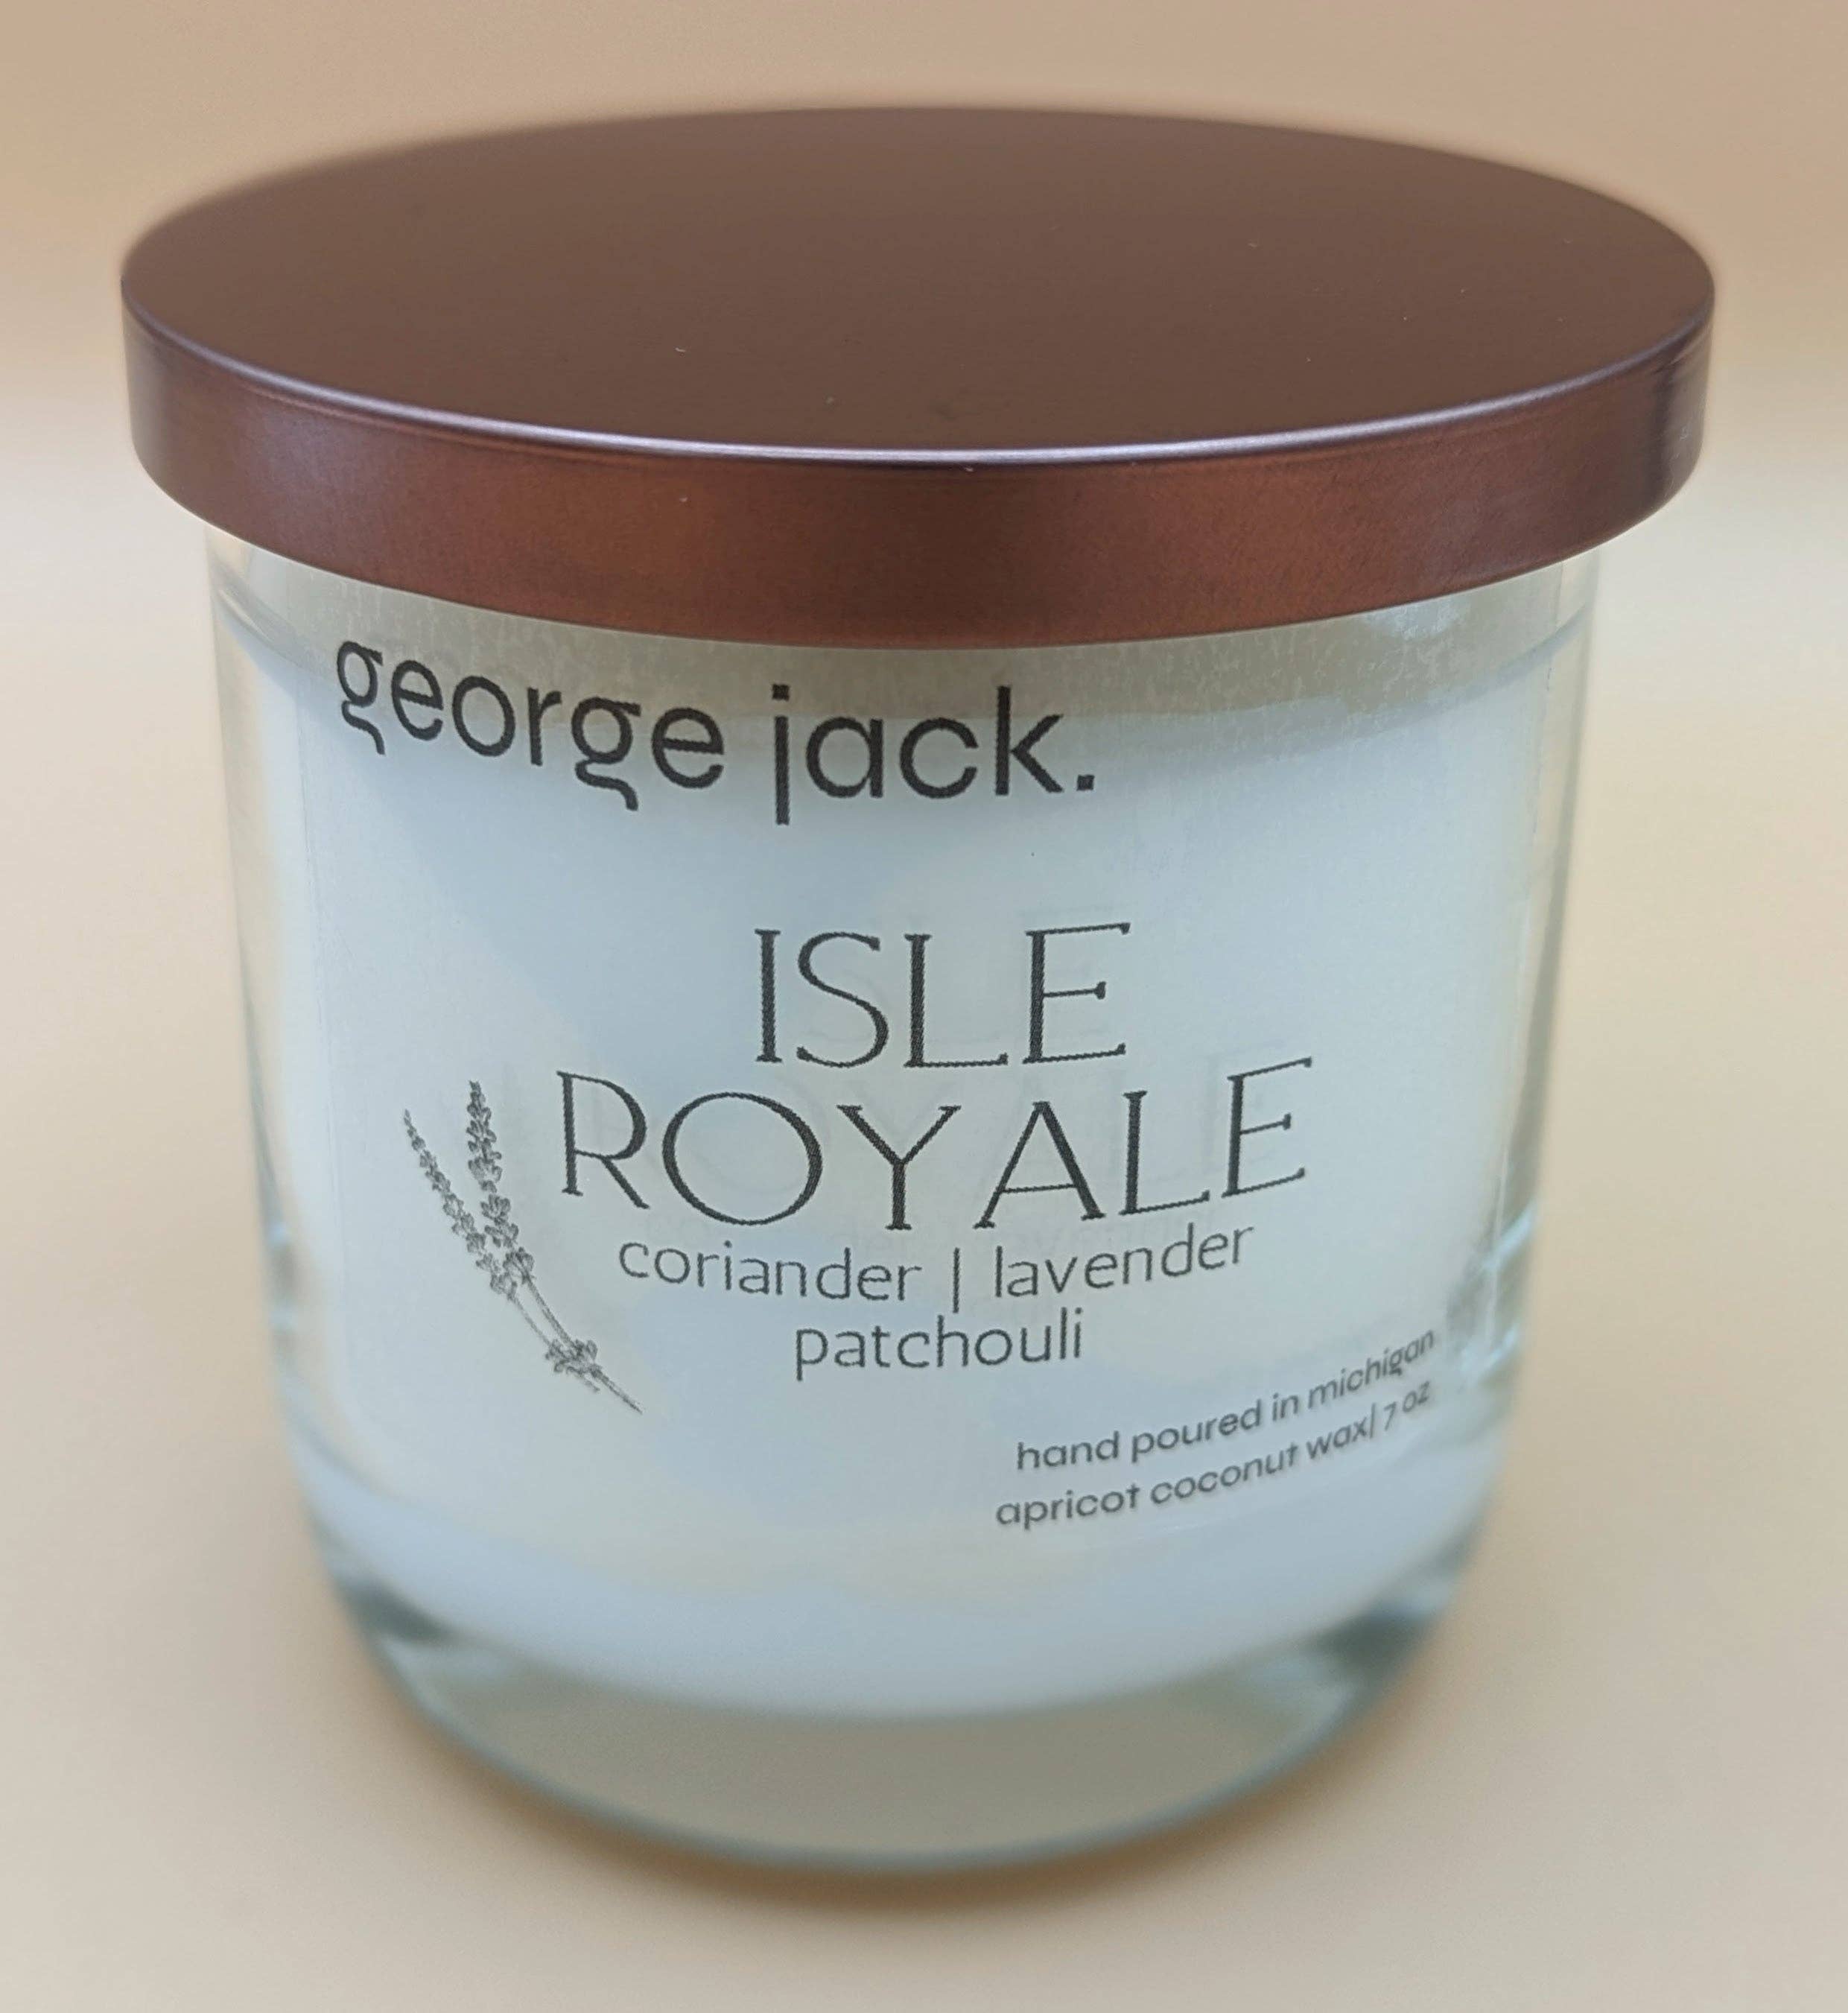 george jack.
ISLE
ROYALE
coriander | lavender
patchouli
hand poured in michigan
apricot coconut wax| 7 oz